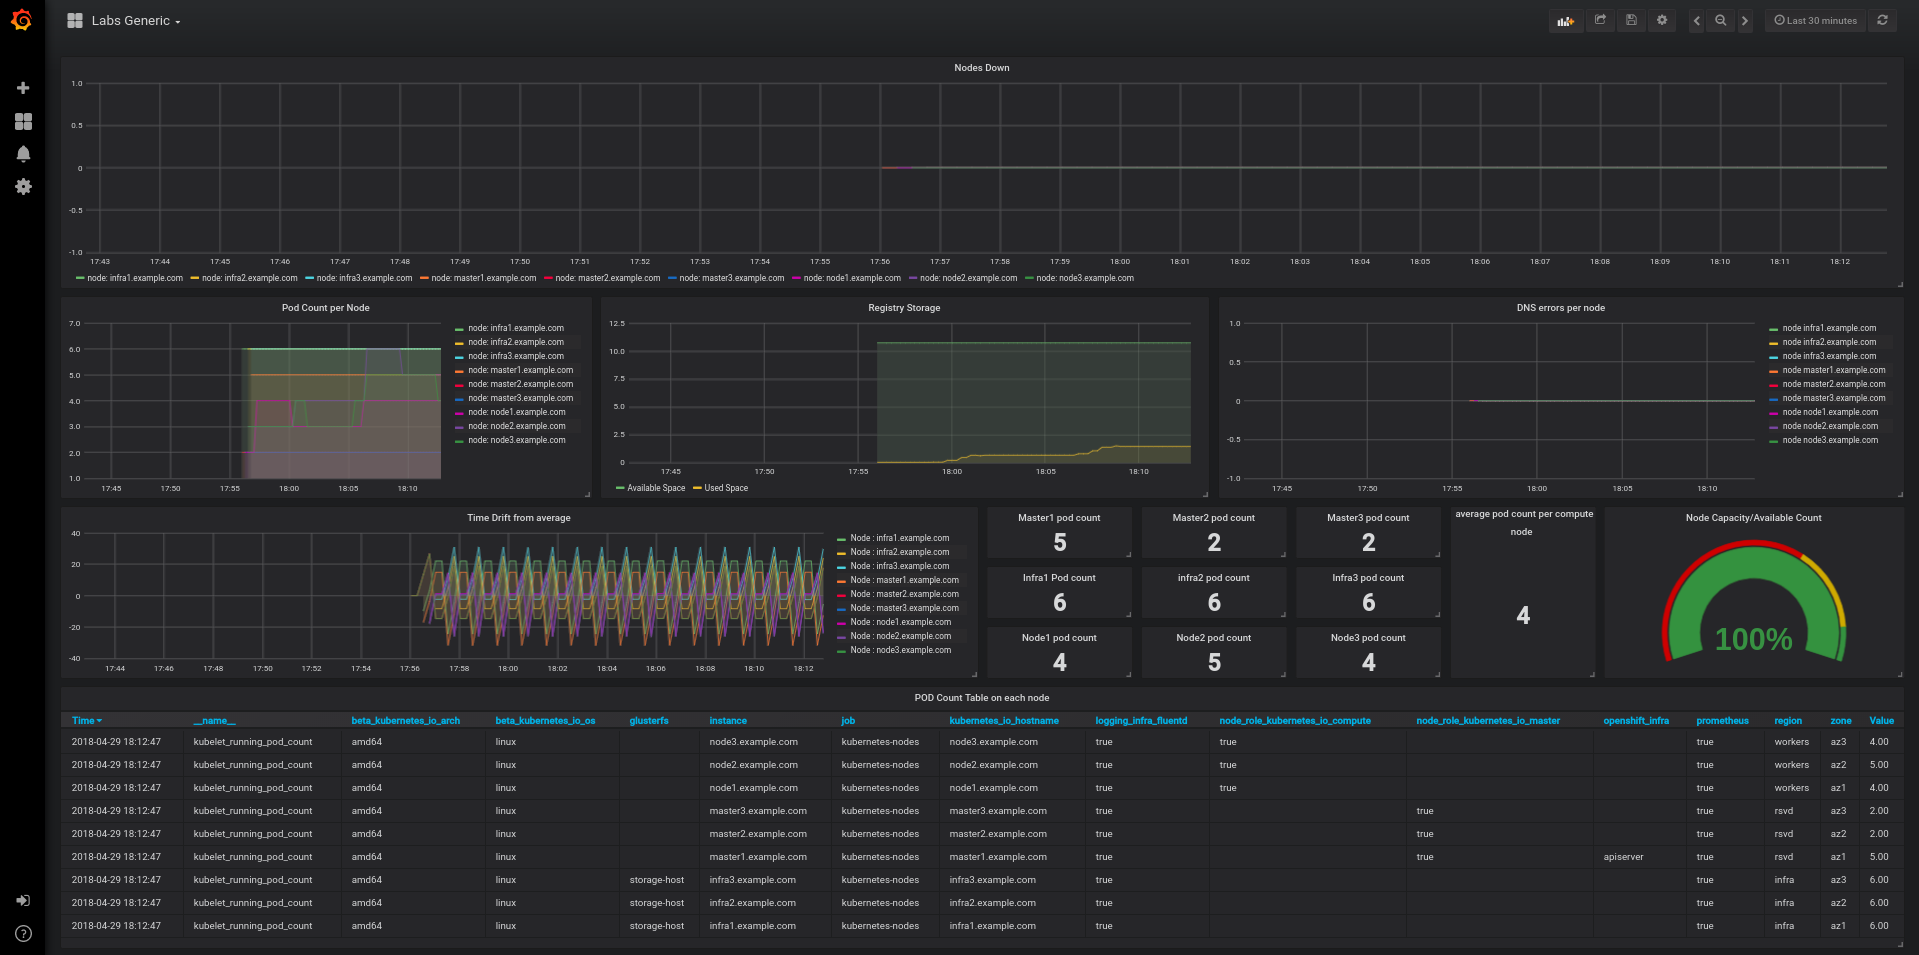 Labs Generic
Last 30 minutes
Nodes Down
1.0
0.5
0
-0.5
-1.0
17:43 17:44 17:45 17:46 17:47 17:48 17:49 17:50 17:51 17:52 17:53 17:54 17:55 17:56 17:57 17:58 17:59 18:00 18:01 18:02 18:03 18:04 18:05 18:06 18:07 18:08 18:09 18:10 18:11 18:12
node: infra1.example.com node: infra2.example.com node: infra3.example.com node: master1.example.com node: master2.example.com node: master3.example.com node: node1.example.com node: node2.example.com node: node3.example.com
Pod Count per Node
7.0
6.0
5.0
4.0
3.0
2.0
1.0
17:45 17:50 17:55 18:00 18:05 18:10
node: infra1.example.com
node: infra2.example.com
node: infra3.example.com
node: master1.example.com
node: master2.example.com
node: master3.example.com
node: node1.example.com
node: node2.example.com
node: node3.example.com
Registry Storage
12.5
10.0
7.5
5.0
2.5
0
17:45 17:50 17:55 18:00 18:05 18:10
Available Space Used Space
DNS errors per node
1.0
0.5
0
-0.5
-1.0
17:45 17:50 17:55 18:00 18:05 18:10
node infra1.example.com
node infra2.example.com
node infra3.example.com
node master1.example.com
node master2.example.com
node master3.example.com
node node1.example.com
node node2.example.com
node node3.example.com
Time Drift from average
40
20
0
-20
-40
17:44 17:46 17:48 17:50 17:52 17:54 17:56 17:58 18:00 18:02 18:04 18:06 18:08 18:10 18:12
Node : infra1.example.com
Node : infra2.example.com
Node : infra3.example.com
Node : master1.example.com
Node : master2.example.com
Node : master3.example.com
Node : node1.example.com
Node : node2.example.com
Node : node3.example.com
Master1 pod count
5
Master2 pod count
2
Master3 pod count
2
Infra1 Pod count
6
infra2 pod count
6
Infra3 pod count
6
Node1 pod count
4
Node2 pod count
5
Node3 pod count
4
average pod count per compute
node
4
Node Capacity/Available Count
100%
POD Count Table on each node
Time __name__ beta_kubernetes_io_arch beta_kubernetes_io_os glusterfs instance job kubernetes_io_hostname logging_infra_fluentd node_role_kubernetes_io_compute node_role_kubernetes_io_master openshift_infra prometheus region zone Value
2018-04-29 18:12:47 kubelet_running_pod_count amd64 linux node3.example.com kubernetes-nodes node3.example.com true true true workers az3 4.00
2018-04-29 18:12:47 kubelet_running_pod_count amd64 linux node2.example.com kubernetes-nodes node2.example.com true true true workers az2 5.00
2018-04-29 18:12:47 kubelet_running_pod_count amd64 linux node1.example.com kubernetes-nodes node1.example.com true true true workers az1 4.00
2018-04-29 18:12:47 kubelet_running_pod_count amd64 linux master3.example.com kubernetes-nodes master3.example.com true true true rsvd az3 2.00
2018-04-29 18:12:47 kubelet_running_pod_count amd64 linux master2.example.com kubernetes-nodes master2.example.com true true true rsvd az2 2.00
2018-04-29 18:12:47 kubelet_running_pod_count amd64 linux master1.example.com kubernetes-nodes master1.example.com true true apiserver true rsvd az1 5.00
2018-04-29 18:12:47 kubelet_running_pod_count amd64 linux storage-host infra3.example.com kubernetes-nodes infra3.example.com true true infra az3 6.00
2018-04-29 18:12:47 kubelet_running_pod_count amd64 linux storage-host infra2.example.com kubernetes-nodes infra2.example.com true true infra az2 6.00
2018-04-29 18:12:47 kubelet_running_pod_count amd64 linux storage-host infra1.example.com kubernetes-nodes infra1.example.com true true infra az1 6.00